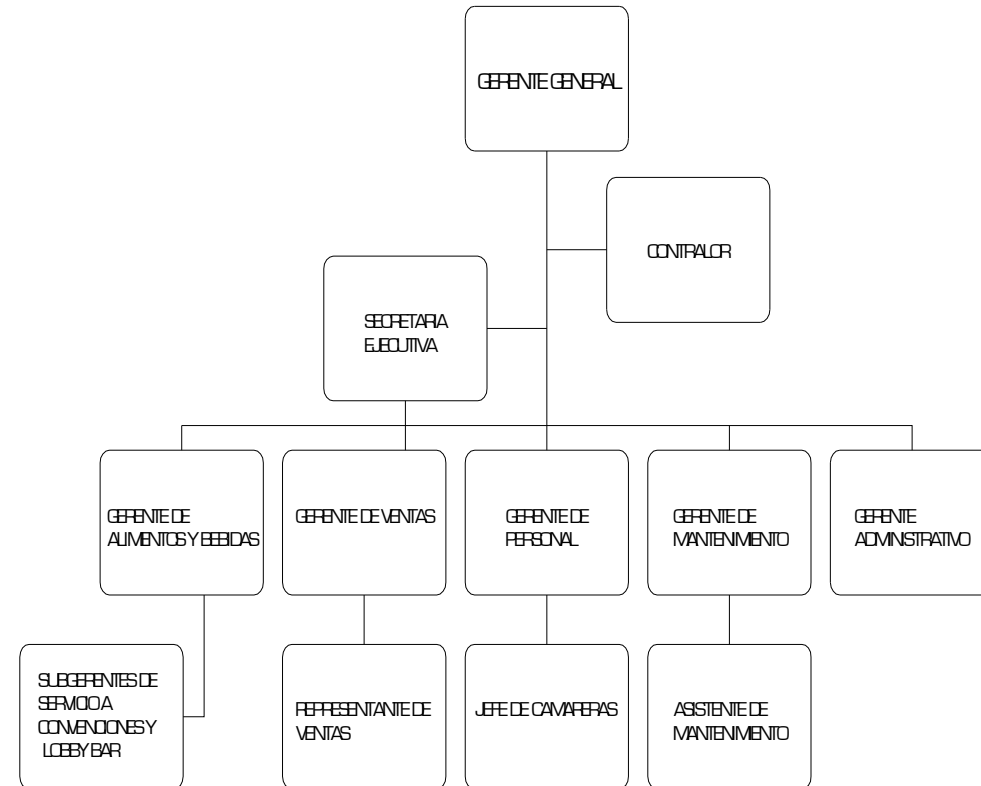 GERENTE GENERAL
CONTRALOR
SECRETARIA
EJECUTIVA
GERENTE DE
ALIMENTOS Y BEBIDAS
GERENTE DE VENTAS
GERENTE DE
PERSONAL
GERENTE DE
MANTENIMIENTO
GERENTE
ADMINISTRATIVO
SUBGERENTES DE
SERVICIO A
CONVENCIONES Y
LOBBY BAR
REPRESENTANTE DE
VENTAS
JEFE DE CAMARERAS
ASISTENTE DE
MANTENIMIENTO